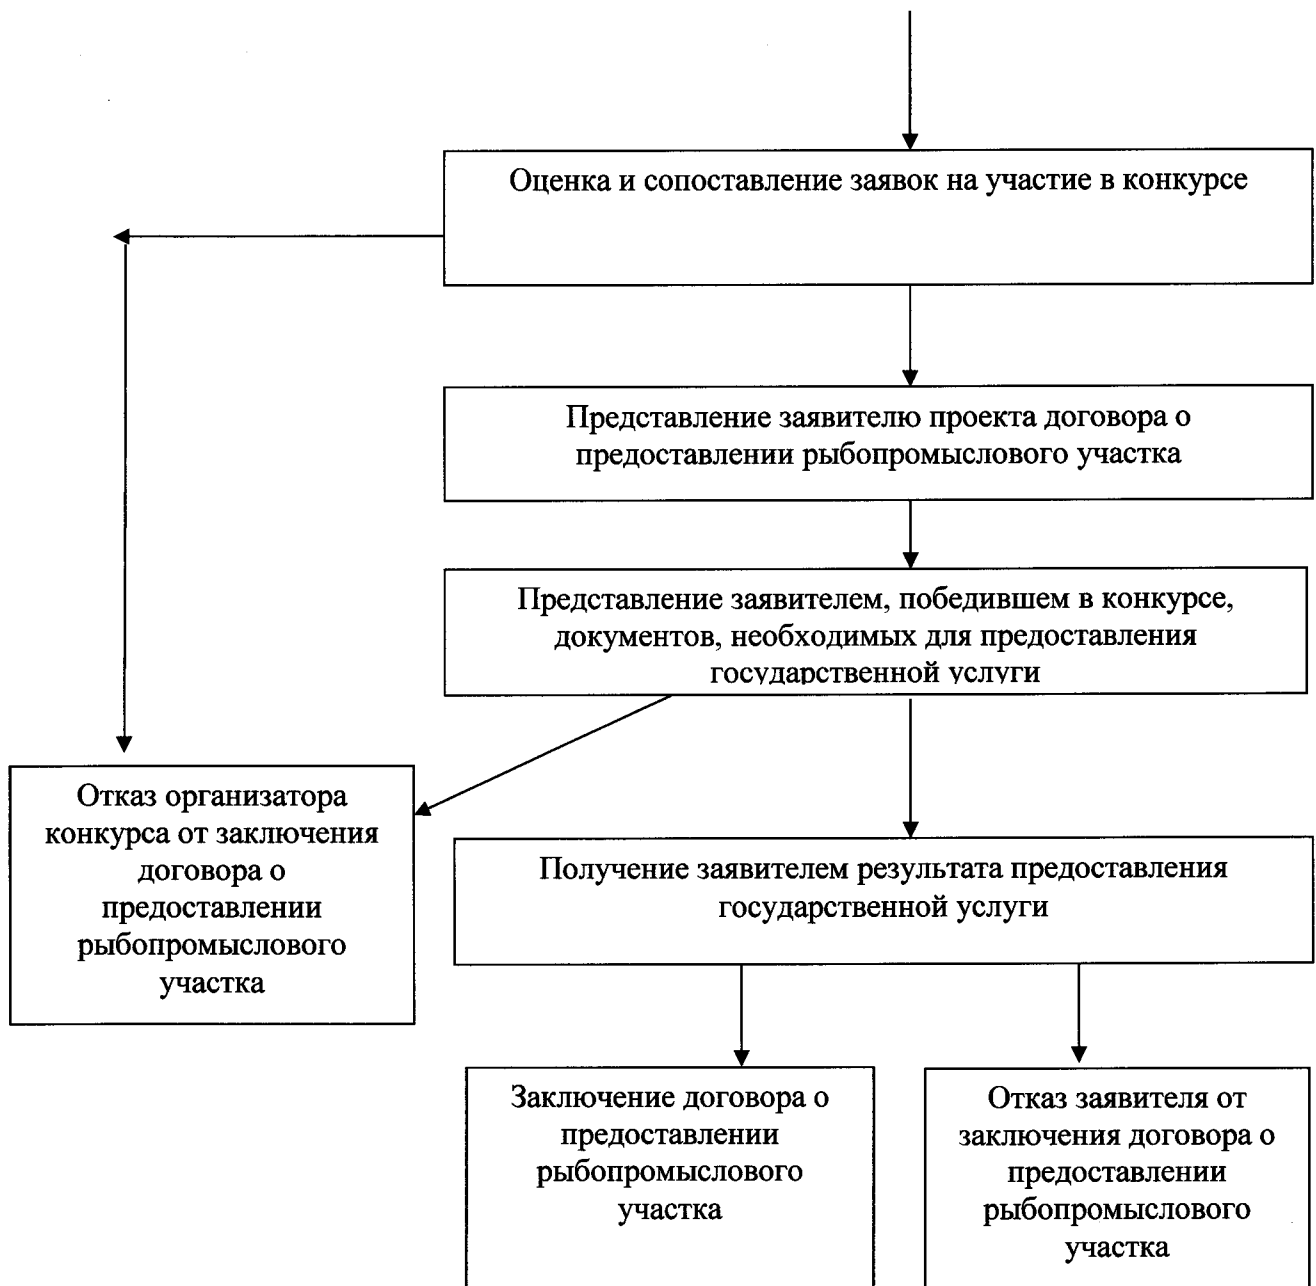 Оценка и сопоставление заявок на участие в конкурсе
Представление заявителю проекта договора о
предоставлении рыбопромыслового участка
Представление заявителем, победившем в конкурсе,
документов, необходимых для предоставления
государственной услуги
Отказ организатора
конкурса от заключения
договора о
предоставлении
рыбопромыслового
участка
Получение заявителем результата предоставления
государственной услуги
Заключение договора о
предоставлении
рыбопромыслового
участка
Отказ заявителя от
заключения договора о
предоставлении
рыбопромыслового
участка